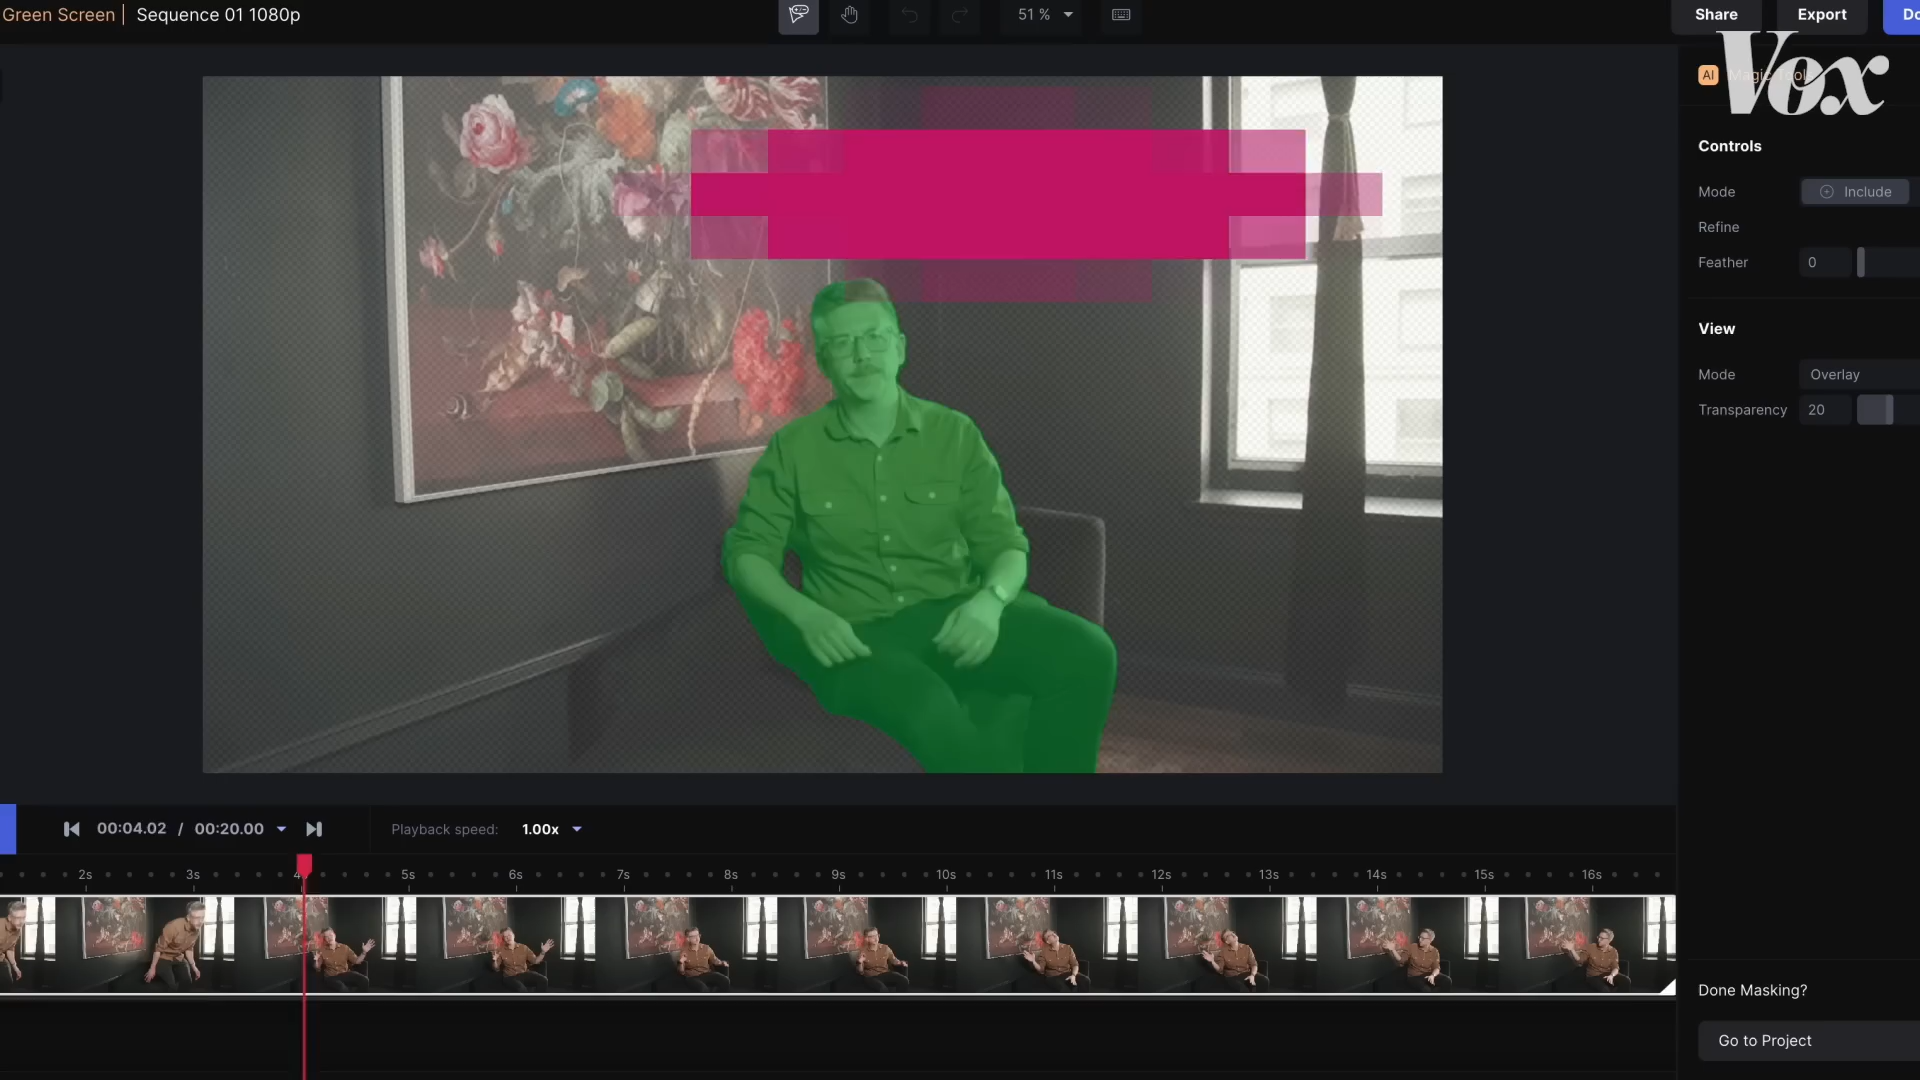 Green Screen
Sequence 01 1080p
51 %
Share
Export
Vox
AI
Controls
Mode
Include
Refine
Feather
0
View
Mode
Overlay
Transparency
20
00:04.02 / 00:20.00
Playback speed:
1.00x
2s
3s
5s
6s
7s
8s
9s
10s
11s
12s
13s
14s
15s
16s
Done Masking?
Go to Project